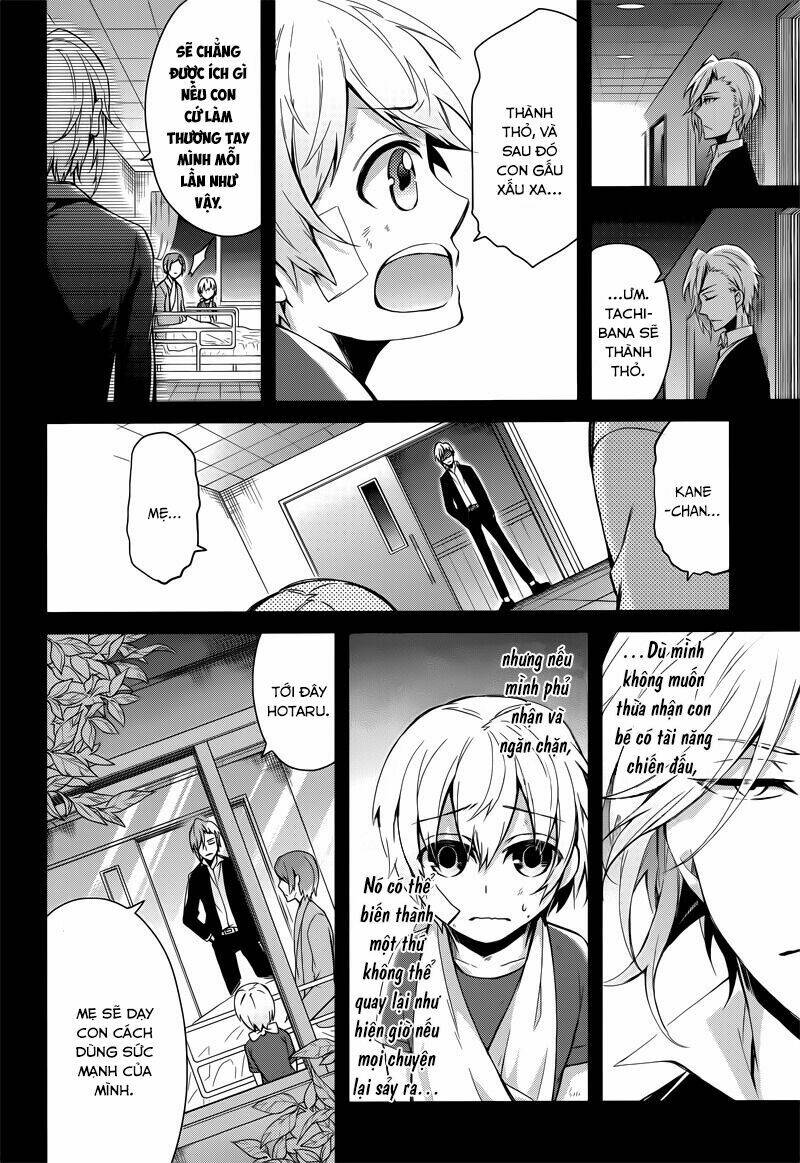 THÀNH
THỎ, VÀ
SAU ĐÓ
CON GẤU
XẤU XA...
...ƯM.
TACHI-
BANA SẼ
THÀNH
THỎ.
SẼ CHẲNG
ĐƯỢC ÍCH GÌ
NẾU CON
CỨ LÀM
THƯƠNG TAY
MÌNH MỖI
LẦN NHƯ
VẬY.
KANE
-CHAN...
MẸ...
...Dù mình
không muốn
thừa nhận con
bé có tài năng
chiến đấu,
nhưng nếu
mình phủ
nhận và
ngăn chặn,
Nó có thể
biến thành
một thứ
không thể
quay lại như
hiện giờ nếu
mọi chuyện
lại sảy ra...
TỚI ĐÂY
HOTARU.
MẸ SẼ DẠY
CON CÁCH
DÙNG SỨC
MẠNH CỦA
MÌNH.